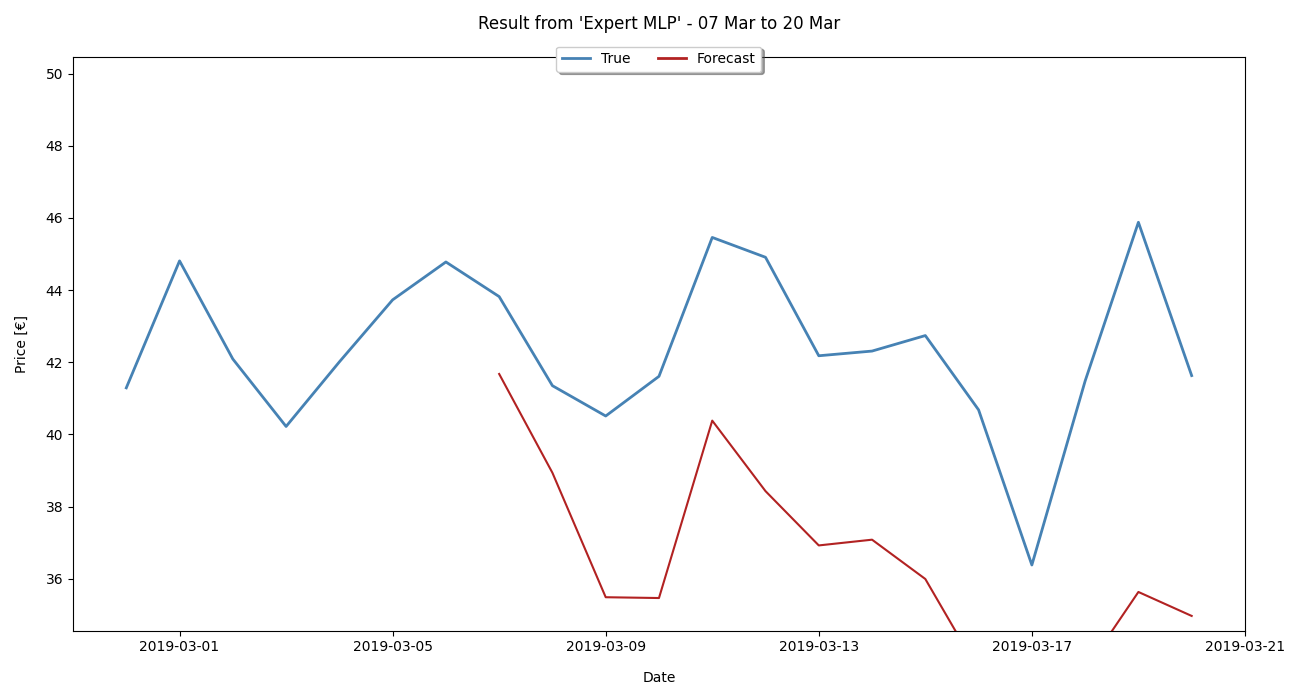 Result from 'Expert MLP' - 07 Mar to 20 Mar
True Forecast
50
48
46
44
42
40
38
36
Price [€]
2019-03-01 2019-03-05 2019-03-09 2019-03-13 2019-03-17 2019-03-21
Date